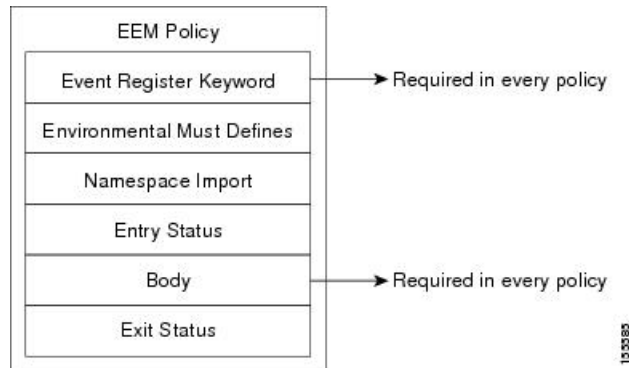 EEM Policy
Event Register Keyword
Required in every policy
Environmental Must Defines
Namespace Import
Entry Status
Body
Required in every policy
Exit Status
155585